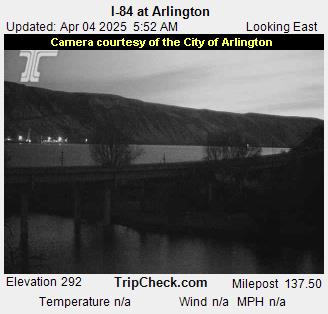 I-84 at Arlington
Updated: Apr 04 2025 5:52 AM Looking East
Camera courtesy of the City of Arlington
Elevation 292 TripCheck.com Milepost 137.50
Temperature n/a Wind n/a MPH n/a